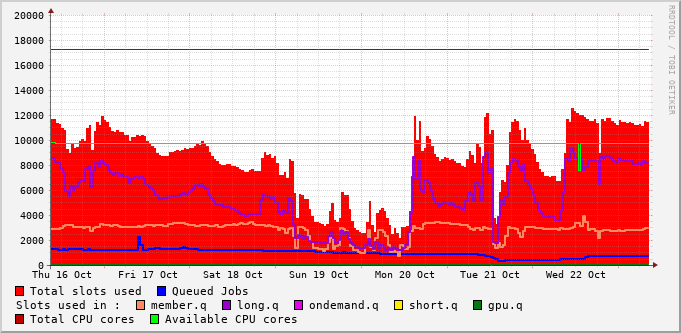 20000
18000
16000
14000
12000
10000
8000
6000
4000
2000
0
Thu 16 Oct Fri 17 Oct Sat 18 Oct Sun 19 Oct Mon 20 Oct Tue 21 Oct Wed 22 Oct
RRDTOOL / TOBI OETIKER
Total slots used Queued Jobs
Slots used in : member.q long.q ondemand.q short.q gpu.q
Total CPU cores Available CPU cores